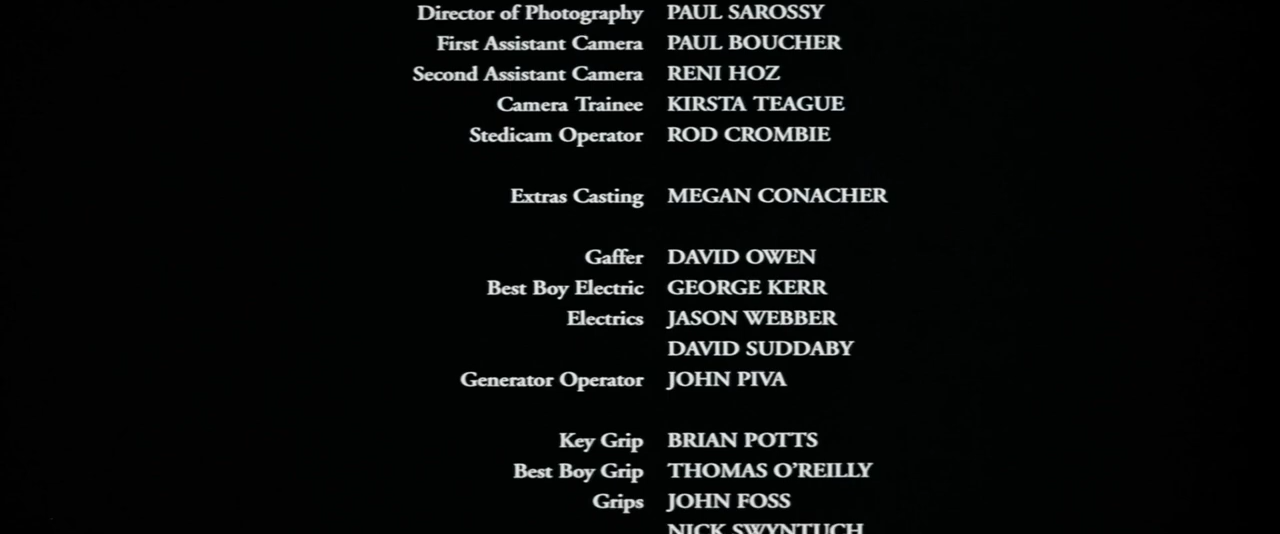 Director of Photography PAUL SAROSSY
First Assistant Camera PAUL BOUCHER
Second Assistant Camera RENI HOZ
Camera Trainee KIRSTA TEAGUE
Stedicam Operator ROD CROMBIE
Extras Casting MEGAN CONACHER
Gaffer DAVID OWEN
Best Boy Electric GEORGE KERR
Electrics JASON WEBBER
DAVID SUDDABY
Generator Operator JOHN PIVA
Key Grip BRIAN POTTS
Best Boy Grip THOMAS O'REILLY
Grips JOHN FOSS
NICK SWYNTUCH